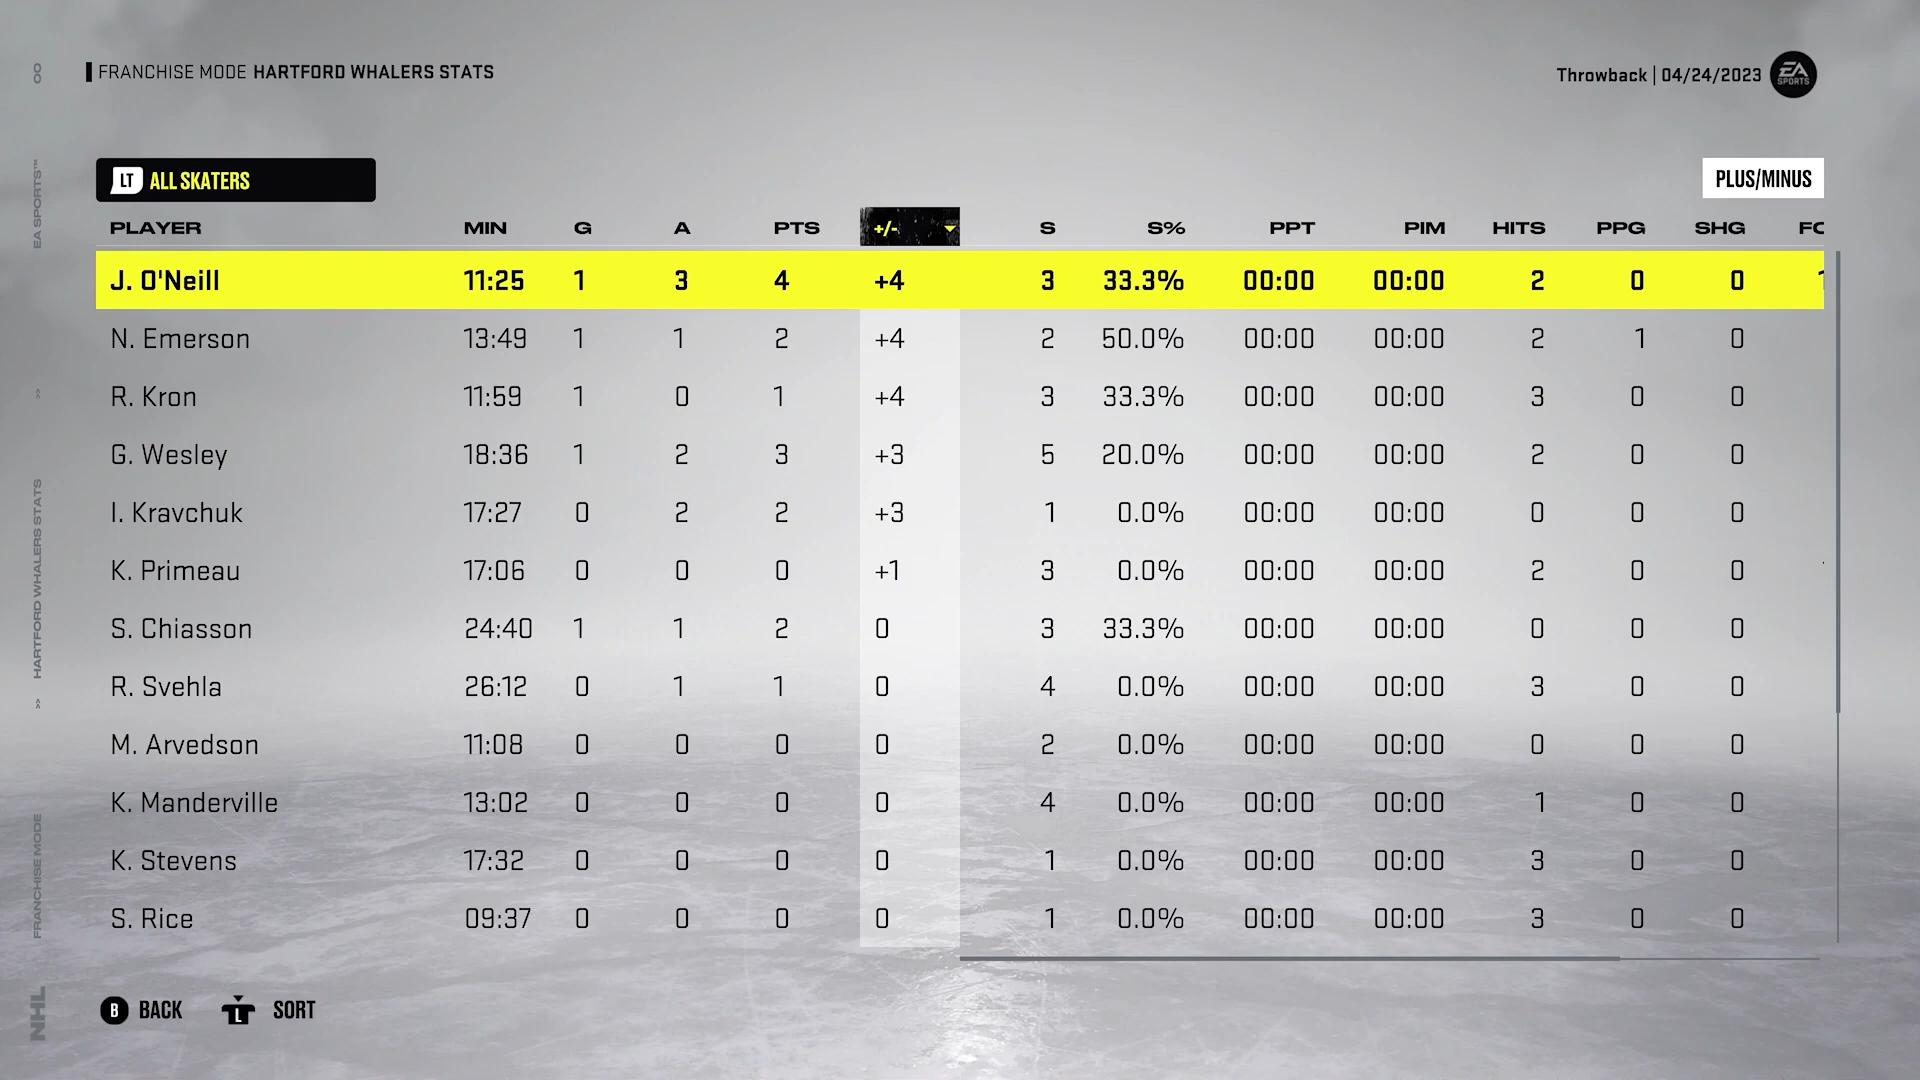 FRANCHISE MODE HARTFORD WHALERS STATS
Throwback | 04/24/2023
EA SPORTS
LT ALL SKATERS
PLUS/MINUS
PLAYER MIN G A PTS +/- S S% PPT PIM HITS PPG SHG
J. O'Neill 11:25 1 3 4 +4 3 33.3% 00:00 00:00 2 0 0
N. Emerson 13:49 1 1 2 +4 2 50.0% 00:00 00:00 2 1 0
R. Kron 11:59 1 0 1 +4 3 33.3% 00:00 00:00 3 0 0
G. Wesley 18:36 1 2 3 +3 5 20.0% 00:00 00:00 2 0 0
I. Kravchuk 17:27 0 2 2 +3 1 0.0% 00:00 00:00 0 0 0
K. Primeau 17:06 0 0 0 +1 3 0.0% 00:00 00:00 2 0 0
S. Chiasson 24:40 1 1 2 0 3 33.3% 00:00 00:00 0 0 0
R. Svehla 26:12 0 1 1 0 4 0.0% 00:00 00:00 3 0 0
M. Arvedson 11:08 0 0 0 0 2 0.0% 00:00 00:00 0 0 0
K. Manderville 13:02 0 0 0 0 4 0.0% 00:00 00:00 1 0 0
K. Stevens 17:32 0 0 0 0 1 0.0% 00:00 00:00 3 0 0
S. Rice 09:37 0 0 0 0 1 0.0% 00:00 00:00 3 0 0
B BACK L SORT
NHL FRANCHISE MODE >> HARTFORD WHALERS STATS >> EA SPORTS™